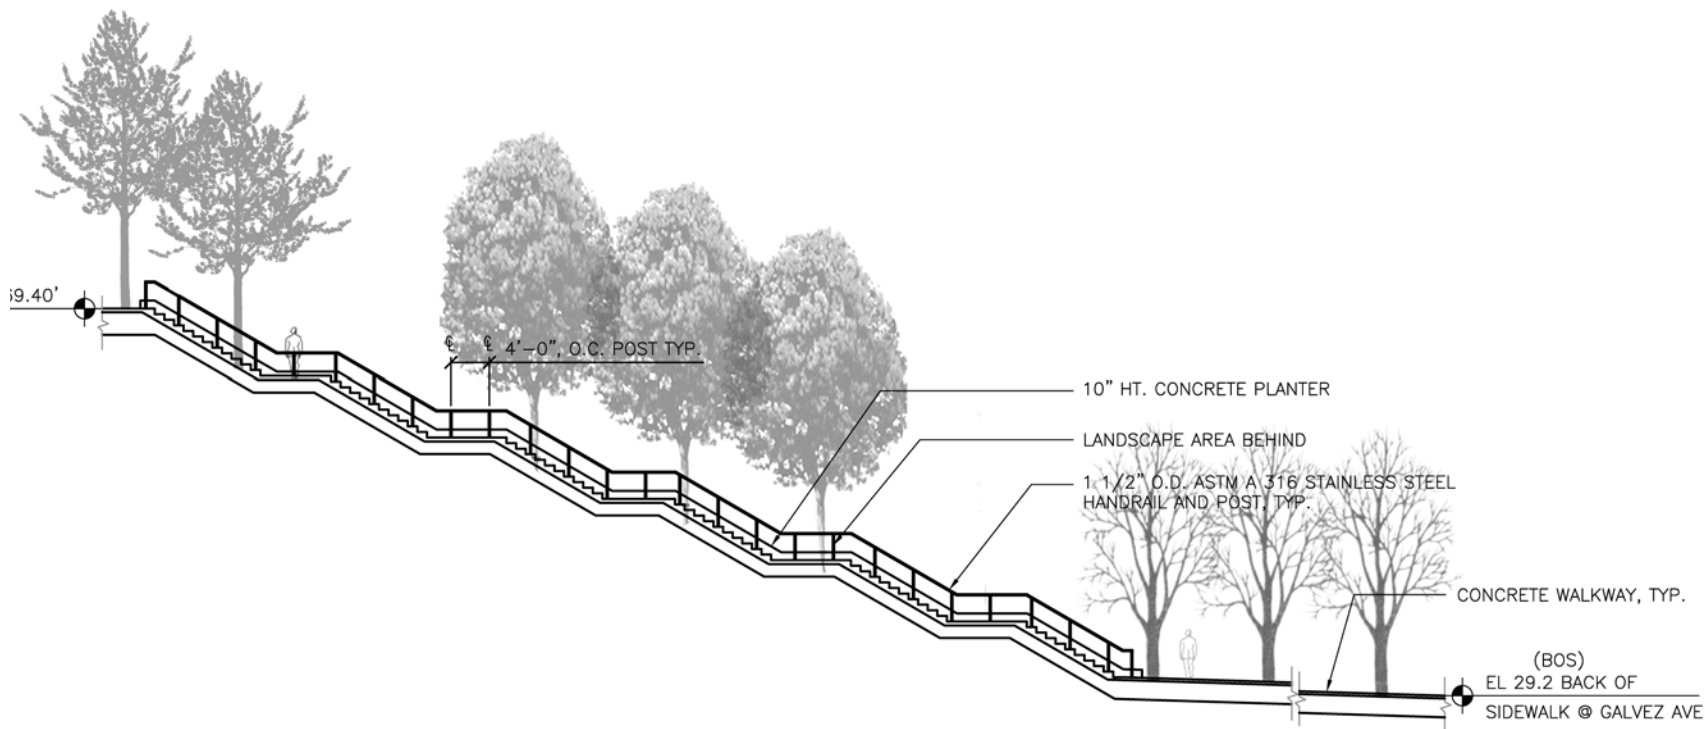 9.40'
℄ ℄
4'-0", O.C. POST TYP.
10" HT. CONCRETE PLANTER
LANDSCAPE AREA BEHIND
1 1/2" O.D. ASTM A 316 STAINLESS STEEL
HANDRAIL AND POST, TYP.
CONCRETE WALKWAY, TYP.
(BOS)
EL 29.2 BACK OF
SIDEWALK @ GALVEZ AVE